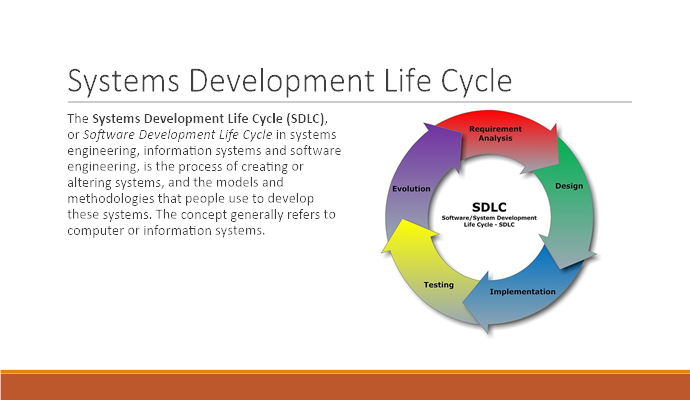 Systems Development Life Cycle
The Systems Development Life Cycle (SDLC),
or Software Development Life Cycle in systems
engineering, information systems and software
engineering, is the process of creating or
altering systems, and the models and
methodologies that people use to develop
these systems. The concept generally refers to
computer or information systems.
Requirement
Analysis
Design
Implementation
Testing
Evolution
SDLC
Software/System Development
Life Cycle - SDLC